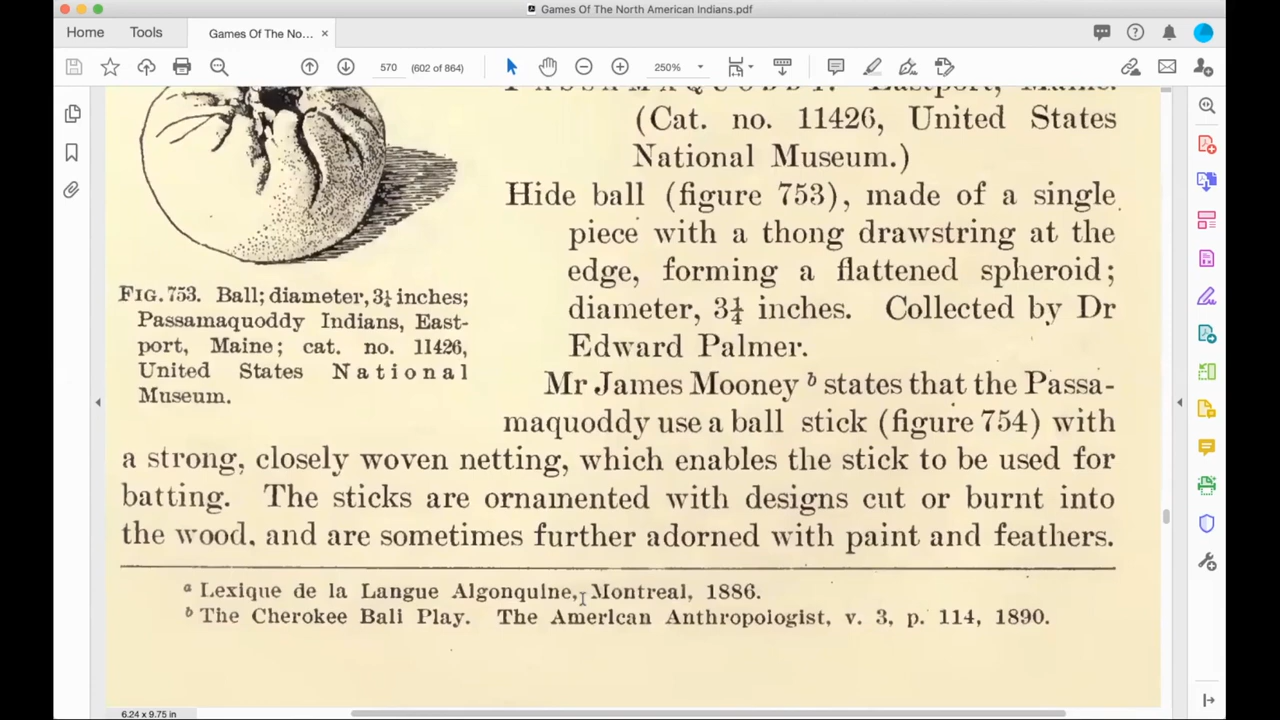 Games Of The North American Indians.pdf
Home
Tools
Games Of The No...
570
(602 of 864)
250%
PASSAMAQUODDY. Eastport, Maine.
(Cat. no. 11426, United States
National Museum.)
Hide ball (figure 753), made of a single
piece with a thong drawstring at the
edge, forming a flattened spheroid;
diameter, 3¼ inches. Collected by Dr
Edward Palmer.
FIG. 753. Ball; diameter, 3¼ inches;
Passamaquoddy Indians, East-
port, Maine; cat. no. 11426,
United States National
Museum.
Mr James Mooney b states that the Passa-
maquoddy use a ball stick (figure 754) with
a strong, closely woven netting, which enables the stick to be used for
batting. The sticks are ornamented with designs cut or burnt into
the wood, and are sometimes further adorned with paint and feathers.
a Lexique de la Langue Algonquine, Montreal, 1886.
b The Cherokee Ball Play. The American Anthropologist, v. 3, p. 114, 1890.
6.24 x 9.75 in